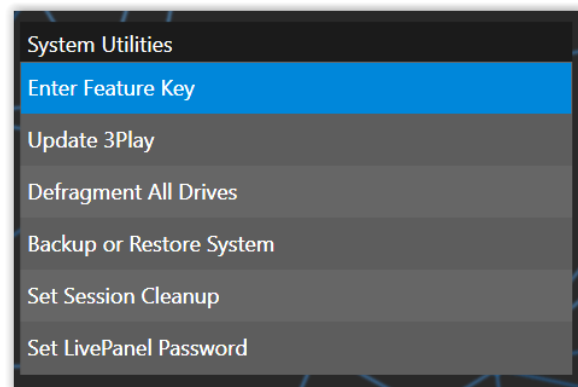 System Utilities
Enter Feature Key
Update 3Play
Defragment All Drives
Backup or Restore System
Set Session Cleanup
Set LivePanel Password